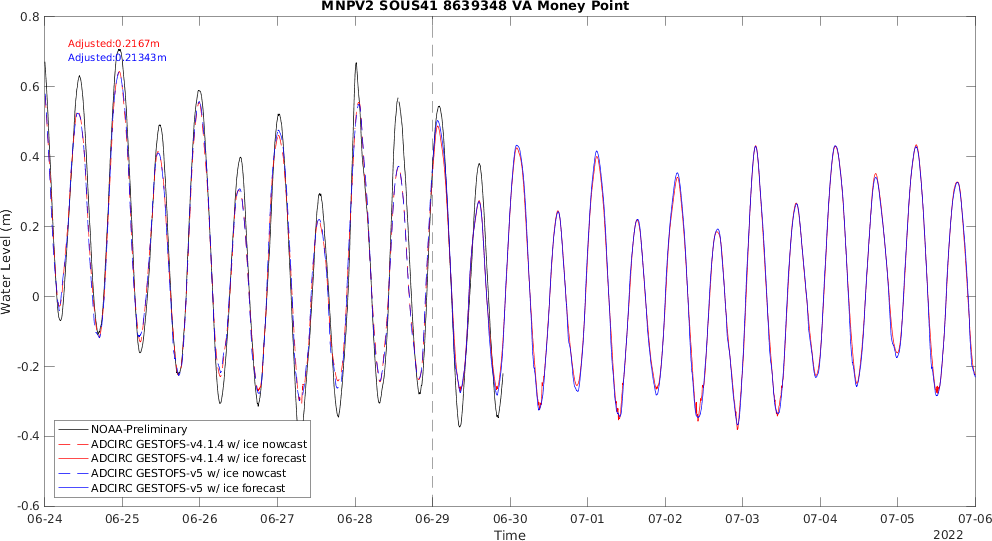 MNPV2 SOUS41 8639348 VA Money Point
Adjusted:0.2167m
Adjusted:0.21343m
0.8
0.6
0.4
0.2
0
-0.2
-0.4
-0.6
Water Level (m)
NOAA-Preliminary
ADCIRC GESTOFS-v4.1.4 w/ ice nowcast
ADCIRC GESTOFS-v4.1.4 w/ ice forecast
ADCIRC GESTOFS-v5 w/ ice nowcast
ADCIRC GESTOFS-v5 w/ ice forecast
06-24 06-25 06-26 06-27 06-28 06-29 06-30 07-01 07-02 07-03 07-04 07-05 07-06
Time
2022